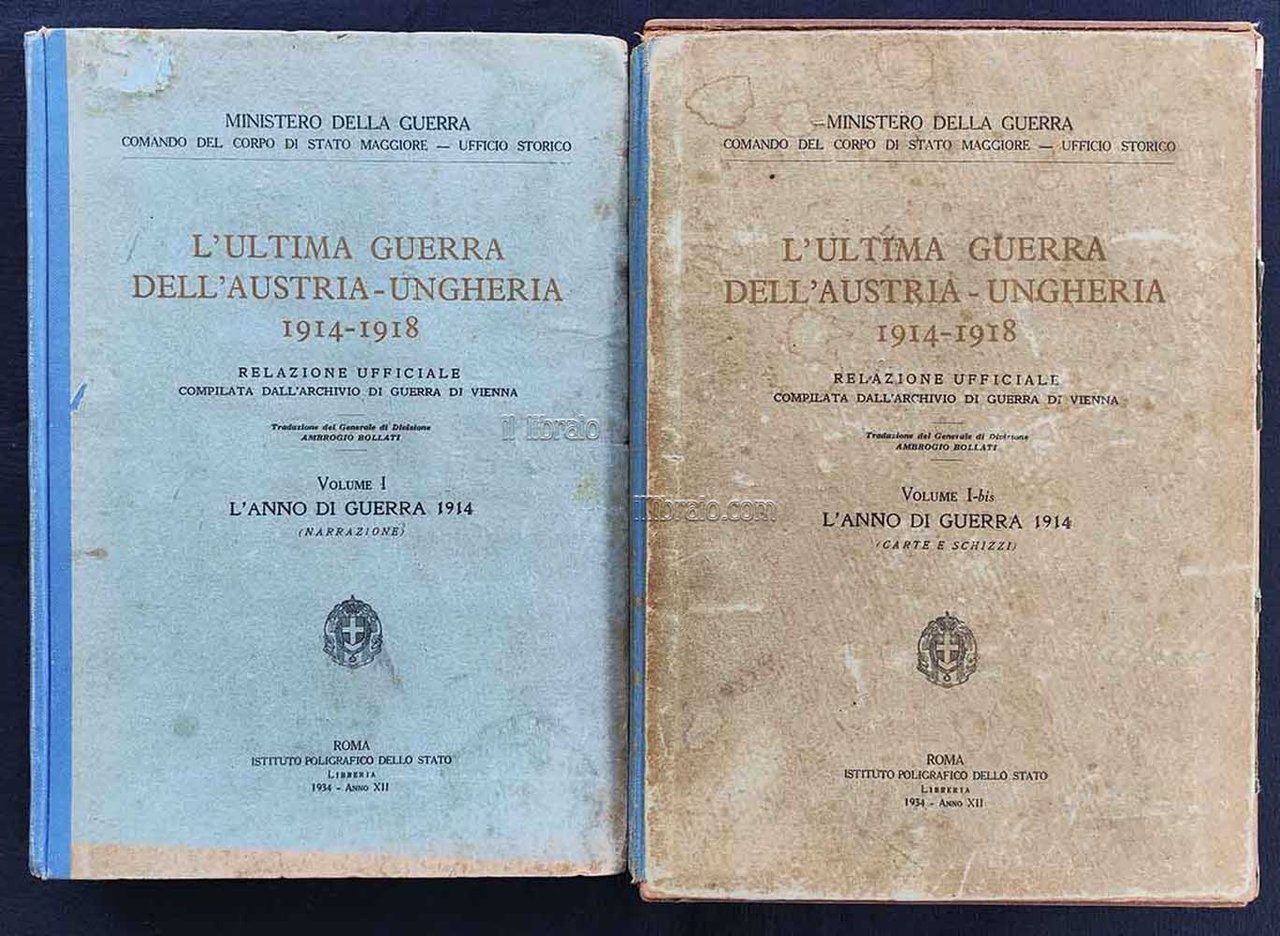 MINISTERO DELLA GUERRA
COMANDO DEL CORPO DI STATO MAGGIORE — UFFICIO STORICO
L'ULTIMA GUERRA
DELL'AUSTRIA-UNGHERIA
1914-1918
RELAZIONE UFFICIALE
COMPILATA DALL'ARCHIVIO DI GUERRA DI VIENNA
Traduzione del Generale di Divisione
AMBROGIO BOLLATI
VOLUME I
L'ANNO DI GUERRA 1914
(NARRAZIONE)
ROMA
ISTITUTO POLIGRAFICO DELLO STATO
LIBRERIA
1934 - ANNO XII
il libraio
MINISTERO DELLA GUERRA
COMANDO DEL CORPO DI STATO MAGGIORE — UFFICIO STORICO
L'ULTIMA GUERRA
DELL'AUSTRIA-UNGHERIA
1914-1918
RELAZIONE UFFICIALE
COMPILATA DALL'ARCHIVIO DI GUERRA DI VIENNA
Traduzione del Generale di Divisione
AMBROGIO BOLLATI
VOLUME I-bis
L'ANNO DI GUERRA 1914
(CARTE E SCHIZZI)
ROMA
ISTITUTO POLIGRAFICO DELLO STATO
LIBRERIA
1934 - ANNO XII
illibraio.com